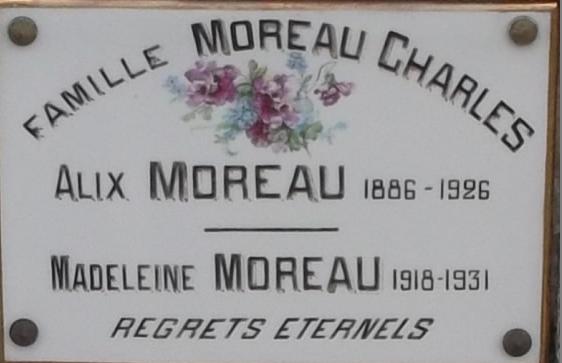 FAMILLE MOREAU CHARLES
ALIX MOREAU 1886-1926
MADELEINE MOREAU 1918-1931
REGRETS ETERNELS